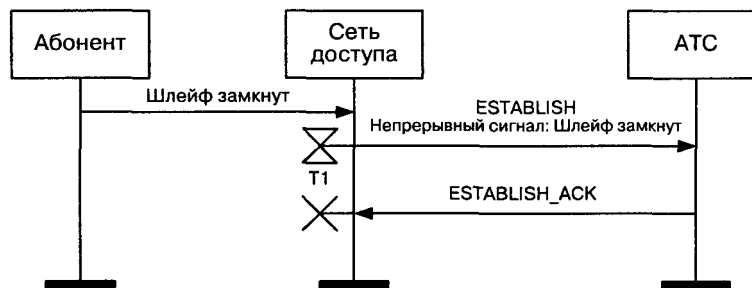 Абонент
Сеть
доступа
АТС
Шлейф замкнут
ESTABLISH
Непрерывный сигнал: Шлейф замкнут
T1
ESTABLISH_ACK